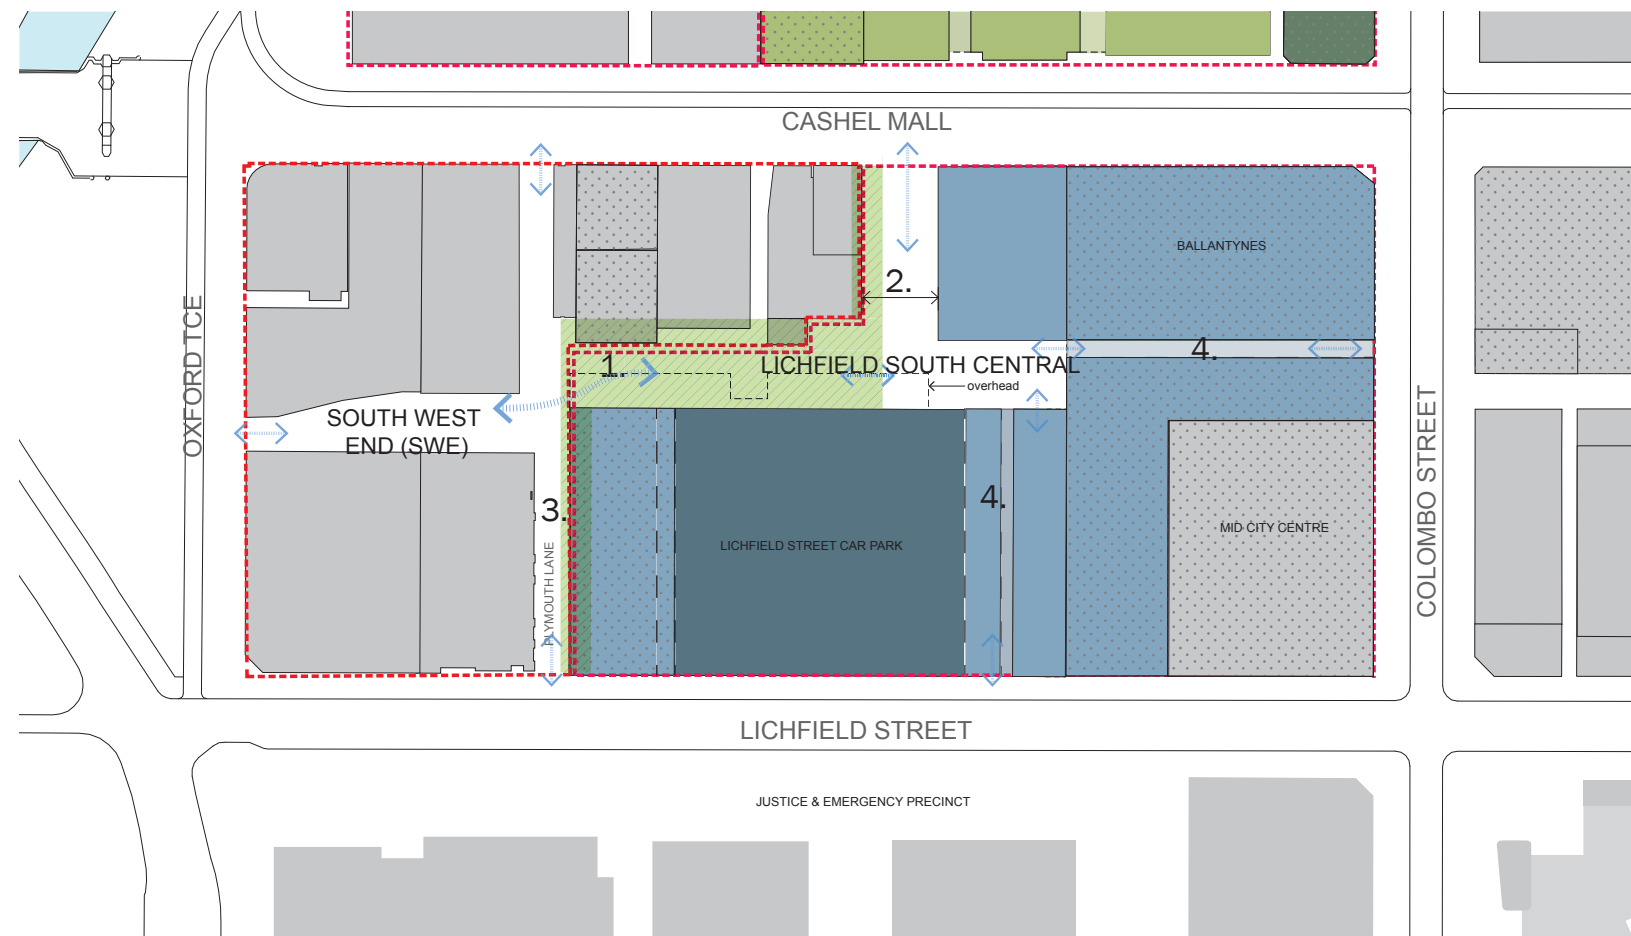 CASHEL MALL
BALLANTYNES
2.
4.
LICHFIELD SOUTH CENTRAL
1.
overhead
OXFORD TCE
SOUTH WEST
END (SWE)
COLOMBO STREET
4.
3.
MID CITY CENTRE
LICHFIELD STREET CAR PARK
PLYMOUTH LANE
LICHFIELD STREET
JUSTICE & EMERGENCY PRECINCT